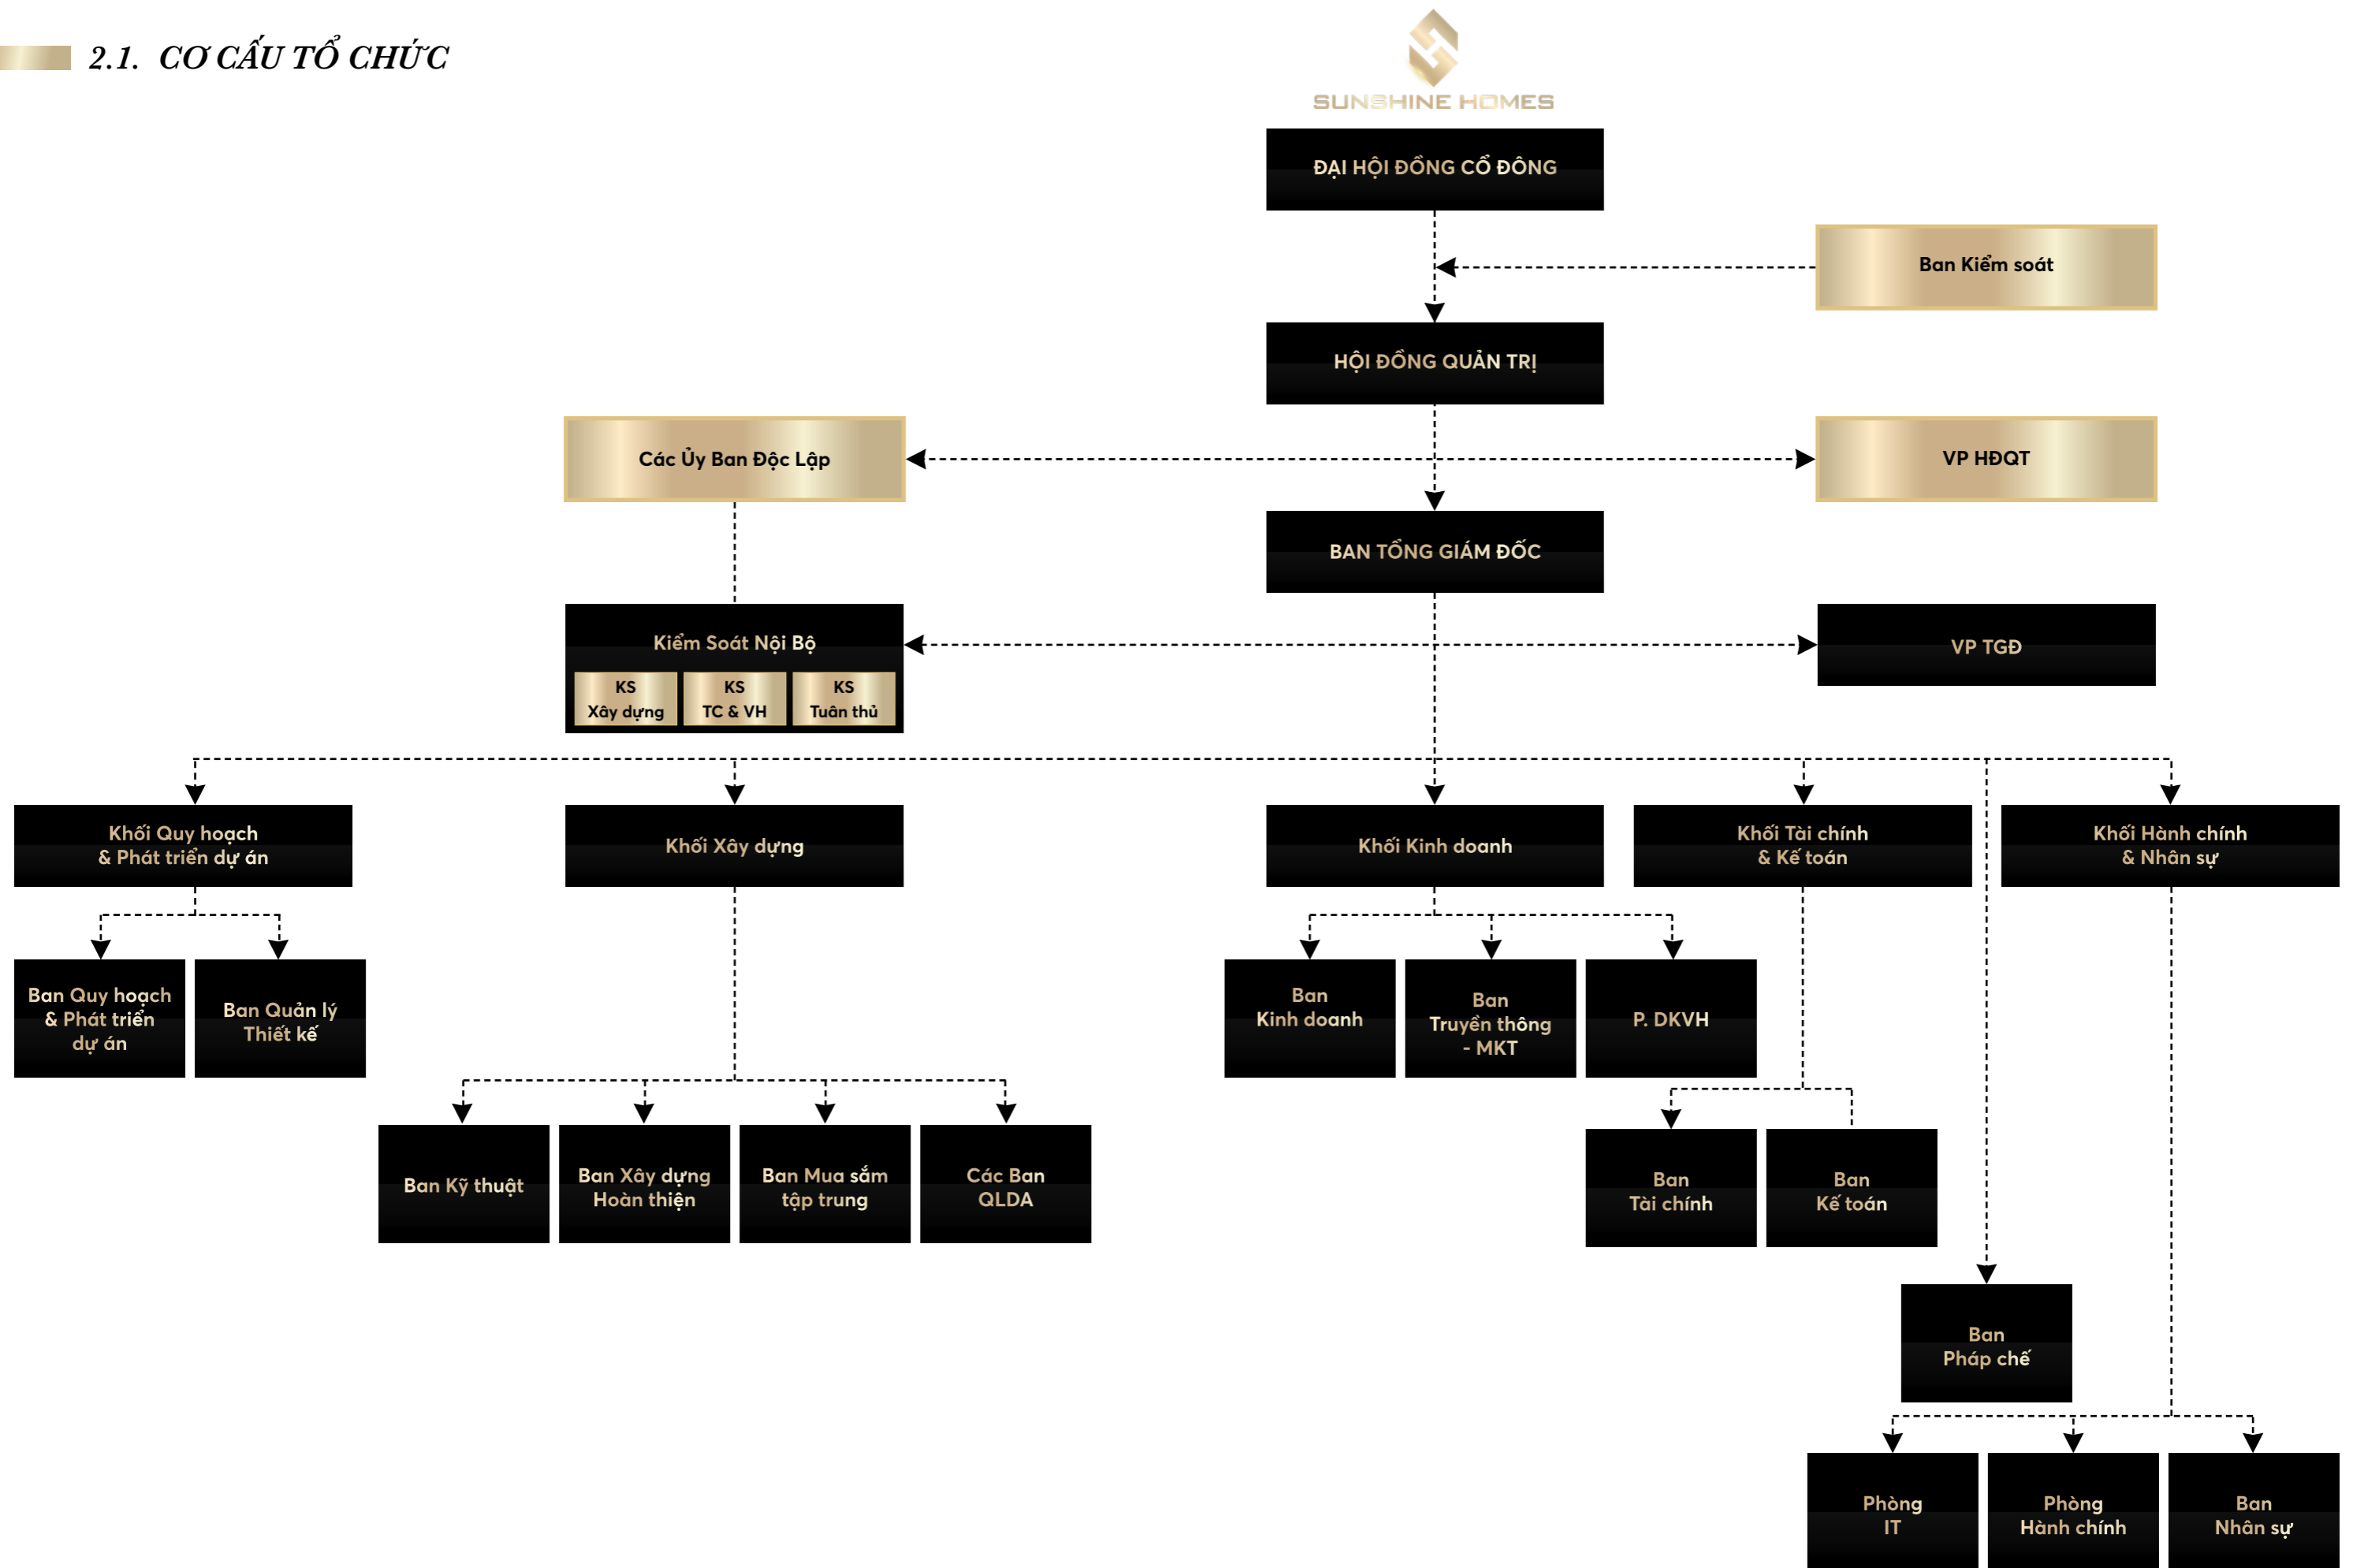 2.1. CƠ CẤU TỔ CHỨC
SUNSHINE HOMES
ĐẠI HỘI ĐỒNG CỔ ĐÔNG
Ban Kiểm soát
HỘI ĐỒNG QUẢN TRỊ
Các Ủy Ban Độc Lập
VP HĐQT
BAN TỔNG GIÁM ĐỐC
Kiểm Soát Nội Bộ
KS
Xây dựng
KS
TC & VH
KS
Tuân thủ
VP TGĐ
Khối Quy hoạch
& Phát triển dự án
Khối Xây dựng
Khối Kinh doanh
Khối Tài chính
& Kế toán
Khối Hành chính
& Nhân sự
Ban Quy hoạch
& Phát triển
dự án
Ban Quản lý
Thiết kế
Ban
Kinh doanh
Ban
Truyền thông
- MKT
P. DKVH
Ban Kỹ thuật
Ban Xây dựng
Hoàn thiện
Ban Mua sắm
tập trung
Các Ban
QLDA
Ban
Tài chính
Ban
Kế toán
Ban
Pháp chế
Phòng
IT
Phòng
Hành chính
Ban
Nhân sự